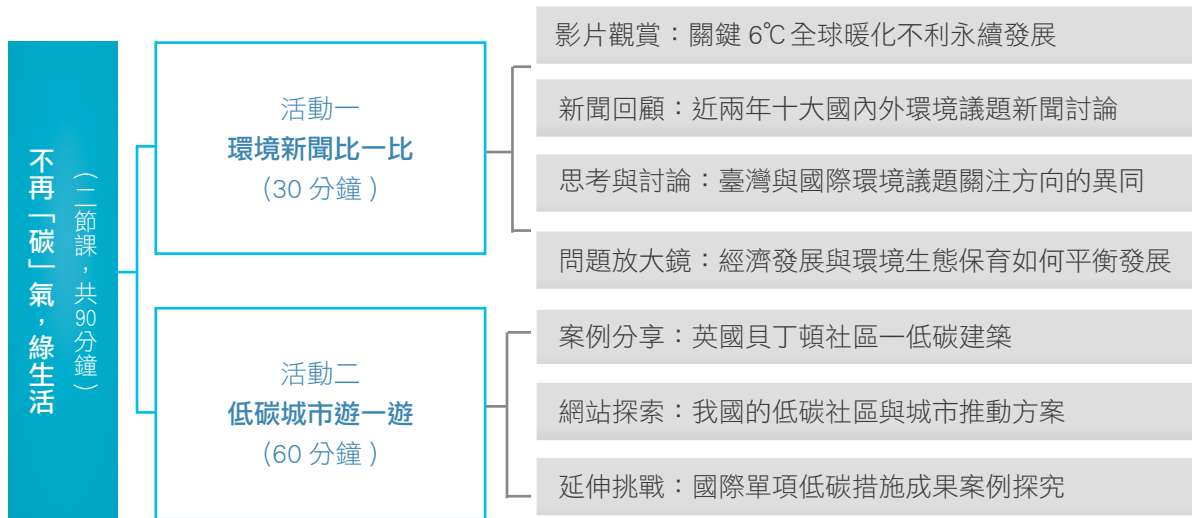 不再「碳」氣，綠生活
（二節課，共90分鐘）
活動一
環境新聞比一比
（30 分鐘）
影片觀賞：關鍵 6℃ 全球暖化不利永續發展
新聞回顧：近兩年十大國內外環境議題新聞討論
思考與討論：臺灣與國際環境議題關注方向的異同
問題放大鏡：經濟發展與環境生態保育如何平衡發展
活動二
低碳城市遊一遊
（60 分鐘）
案例分享：英國貝丁頓社區—低碳建築
網站探索：我國的低碳社區與城市推動方案
延伸挑戰：國際單項低碳措施成果案例探究